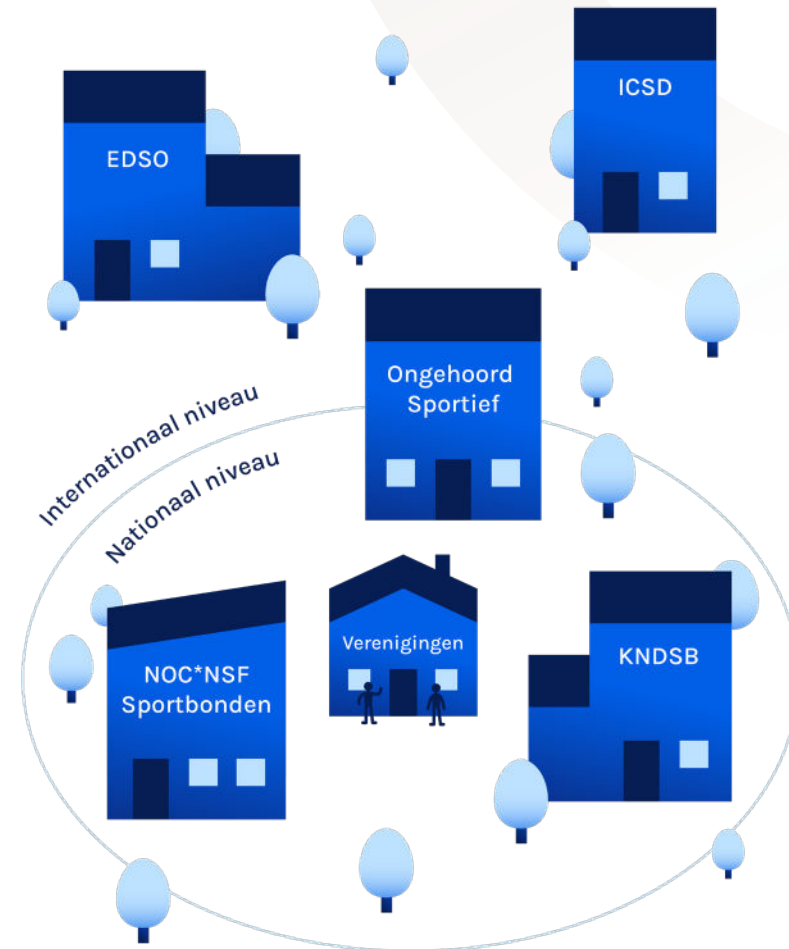 ICSD
EDSO
Ongehoord
Sportief
Internationaal niveau
Nationaal niveau
Verenigingen
NOC*NSF
Sportbonden
KNDSB